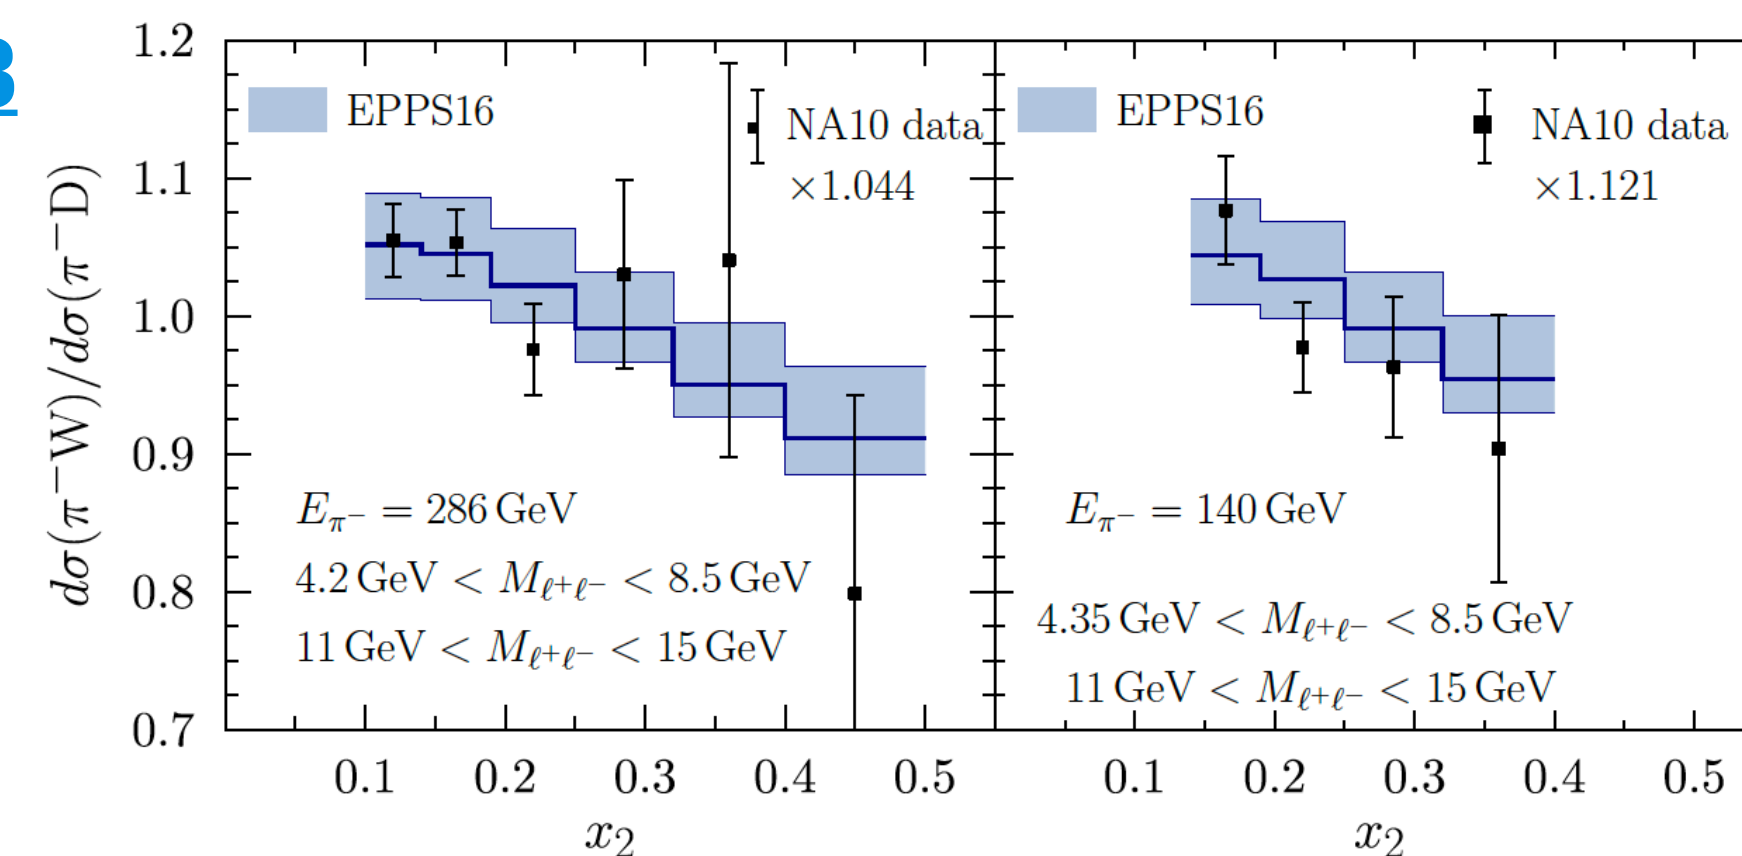 B
1.2
1.1
1.0
0.9
0.8
0.7
dσ(π⁻W)/dσ(π⁻D)
EPPS16
NA10 data
×1.044
E_π⁻ = 286 GeV
4.2 GeV < M_ℓ⁺ℓ⁻ < 8.5 GeV
11 GeV < M_ℓ⁺ℓ⁻ < 15 GeV
0.1 0.2 0.3 0.4 0.5
x₂
EPPS16
NA10 data
×1.121
E_π⁻ = 140 GeV
4.35 GeV < M_ℓ⁺ℓ⁻ < 8.5 GeV
11 GeV < M_ℓ⁺ℓ⁻ < 15 GeV
0.1 0.2 0.3 0.4 0.5
x₂